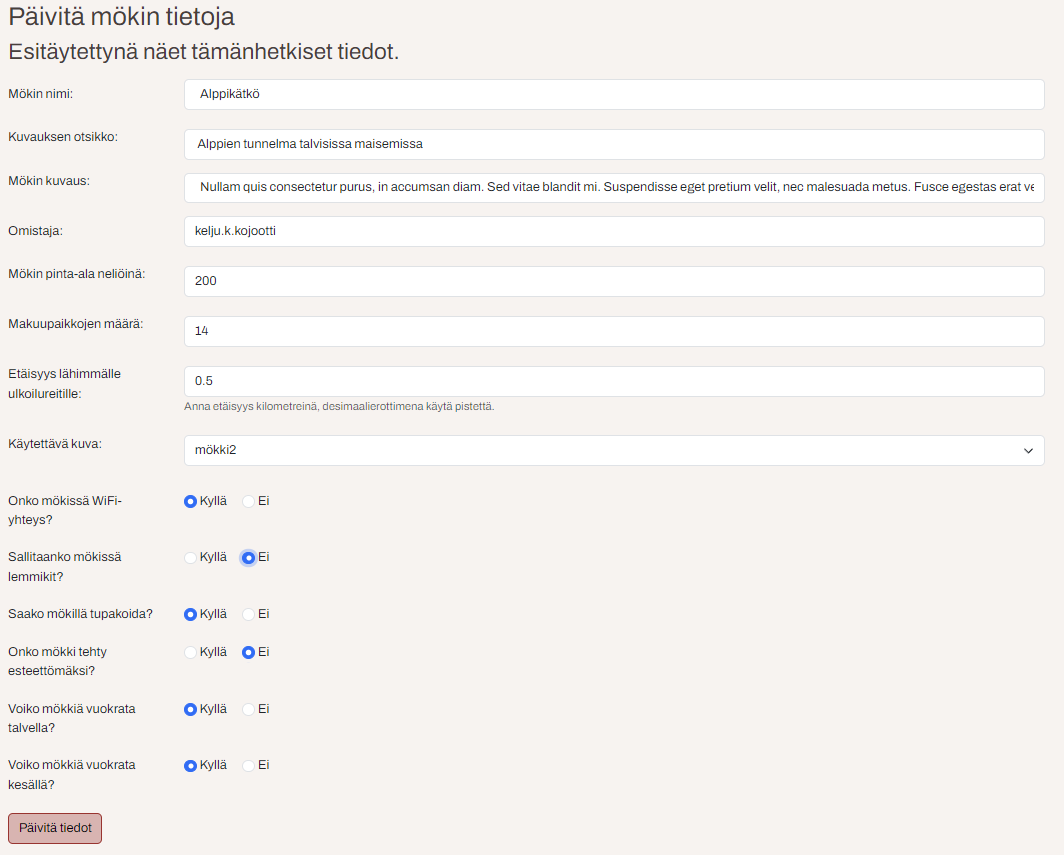 Päivitä mökin tietoja
Esitäytettynä näet tämänhetkiset tiedot.
Mökin nimi: Alppikätkö
Kuvauksen otsikko: Alppien tunnelma talvisissa maisemissa
Mökin kuvaus: Nullam quis consectetur purus, in accumsan diam. Sed vitae blandit mi. Suspendisse eget pretium velit, nec malesuada metus. Fusce egestas erat ve
Omistaja: kelju.k.kojootti
Mökin pinta-ala neliöinä: 200
Makuupaikkojen määrä: 14
Etäisyys lähimmälle
ulkoilureitille: 0.5
Anna etäisyys kilometreinä, desimaalierottimena käytä pistettä.
Käytettävä kuva: mökki2
Onko mökissä WiFi-
yhteys? Kyllä Ei
Sallitaanko mökissä
lemmikit? Kyllä Ei
Saako mökillä tupakoida? Kyllä Ei
Onko mökki tehty
esteettömäksi? Kyllä Ei
Voiko mökkiä vuokrata
talvella? Kyllä Ei
Voiko mökkiä vuokrata
kesällä? Kyllä Ei
Päivitä tiedot